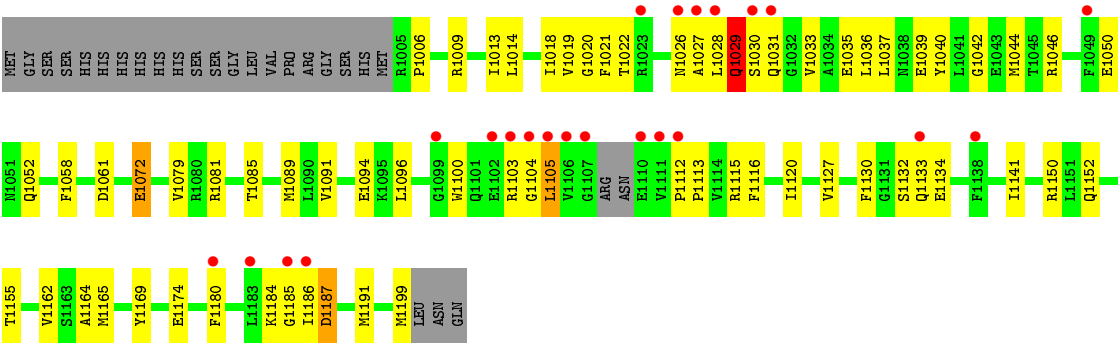 MET GLY SER SER HIS HIS HIS HIS HIS HIS SER SER GLY LEU VAL PRO ARG GLY SER HIS MET R1005 P1006 R1009 I1013 L1014 I1018 V1019 G1020 F1021 T1022 R1023 N1026 A1027 L1028 Q1029 S1030 Q1031 G1032 V1033 A1034 E1035 L1036 L1037 N1038 E1039 Y1040 L1041 G1042 E1043 M1044 T1045 R1046 F1049 E1050
N1051 Q1052 F1058 D1061 E1072 V1079 R1080 R1081 T1085 M1089 L1090 V1091 E1094 K1095 L1096 G1099 W1100 Q1101 E1102 R1103 G1104 L1105 V1106 G1107 ARG ASN E1110 V1111 P1112 P1113 V1114 R1115 F1116 I1120 V1127 F1130 G1131 S1132 Q1133 E1134 F1138 I1141 R1150 L1151 Q1152
T1155 V1162 S1163 A1164 M1165 Y1169 E1174 F1180 L1183 K1184 G1185 I1186 D1187 M1191 M1199 LEU ASN GLN